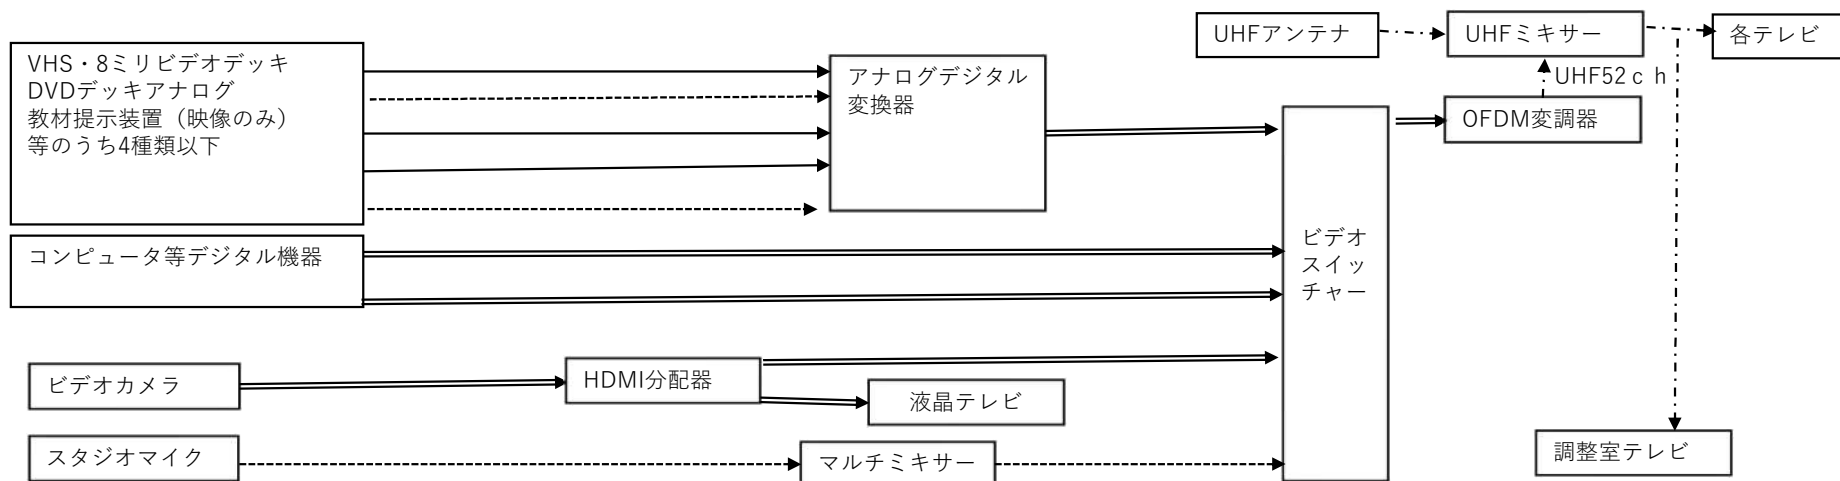 UHFアンテナ
UHFミキサー
各テレビ
VHS・8ミリビデオデッキ
DVDデッキアナログ
教材提示装置（映像のみ）
等のうち4種類以下
アナログデジタル
変換器
UHF52ｃｈ
OFDM変調器
コンピュータ等デジタル機器
ビデオ
スイッ
チャー
ビデオカメラ
HDMI分配器
液晶テレビ
スタジオマイク
マルチミキサー
調整室テレビ